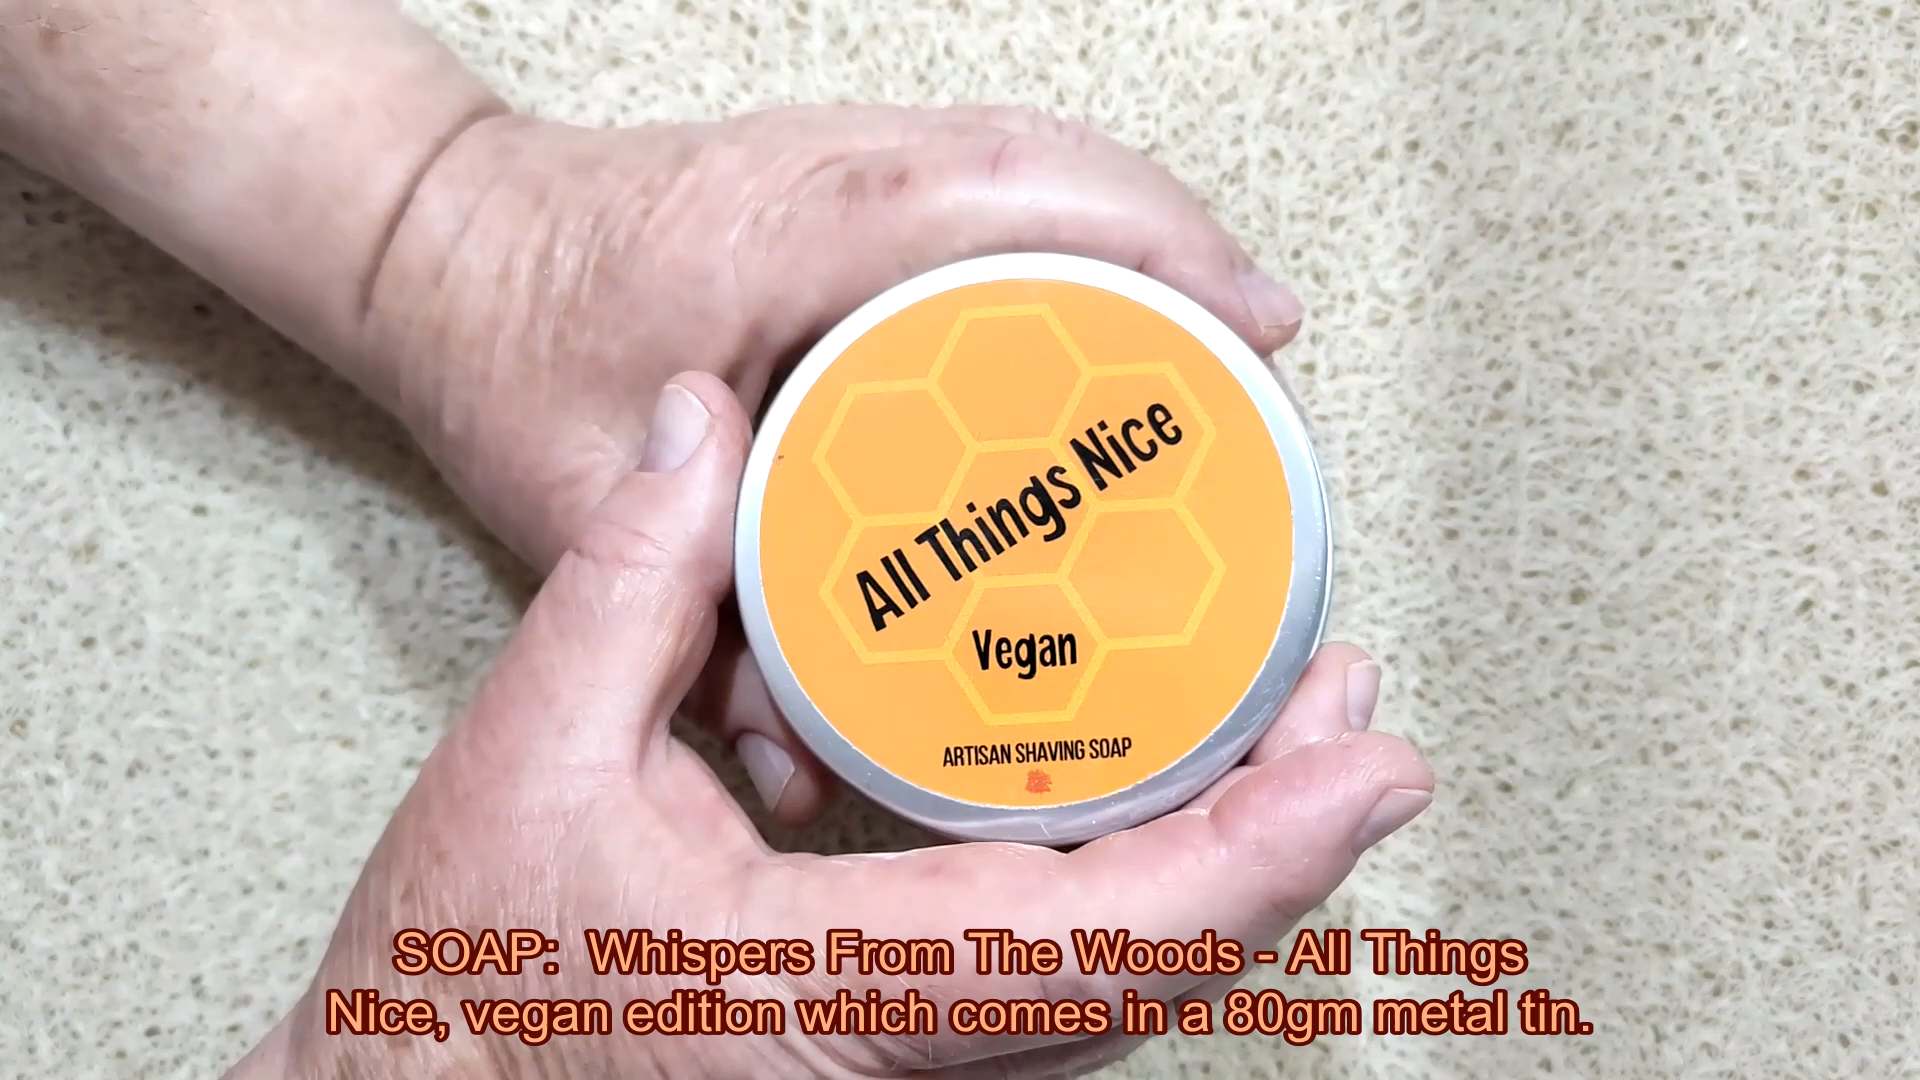 All Things Nice
Vegan
ARTISAN SHAVING SOAP
SOAP:  Whispers From The Woods - All Things
Nice, vegan edition which comes in a 80gm metal tin.